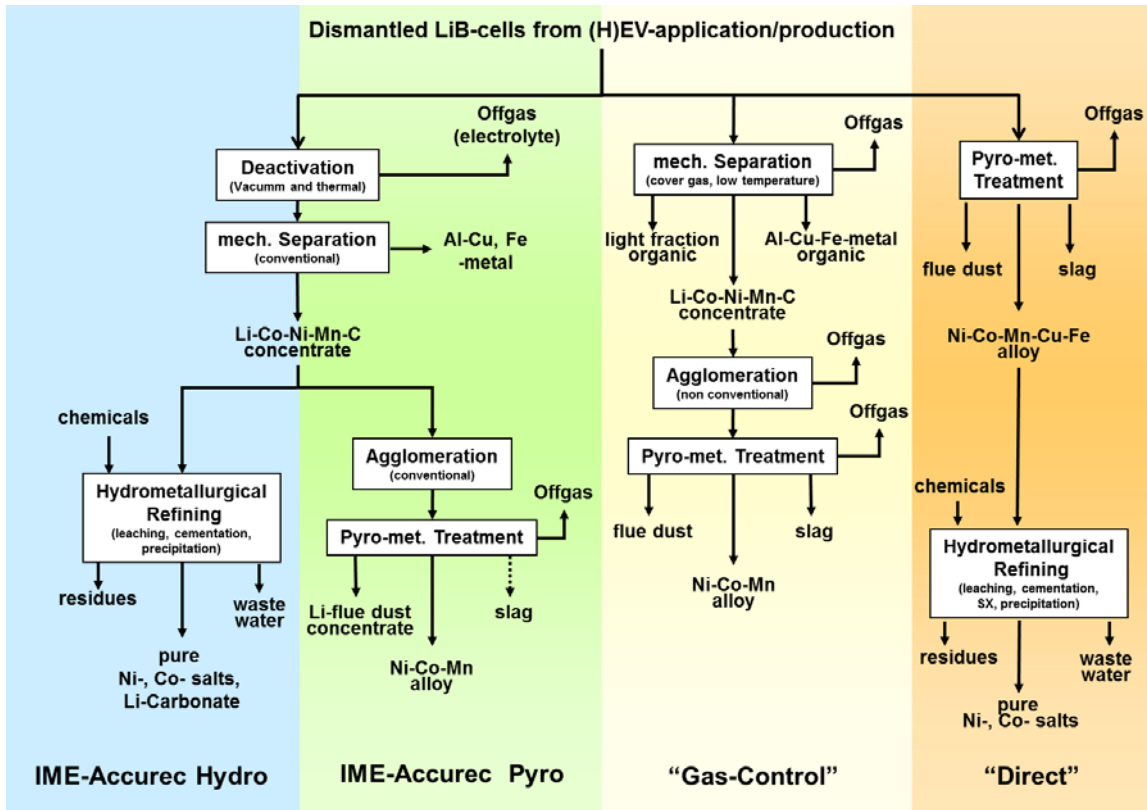 Dismantled LiB-cells from (H)EV-application/production
Offgas
(electrolyte)
Deactivation
(Vacumm and thermal)
mech. Separation
(conventional)
Al-Cu, Fe
-metal
Li-Co-Ni-Mn-C
concentrate
chemicals
Hydrometallurgical
Refining
(leaching, cementation,
precipitation)
residues
waste
water
pure
Ni-, Co- salts,
Li-Carbonate
IME-Accurec Hydro
Agglomeration
(conventional)
Offgas
Pyro-met. Treatment
Li-flue dust
concentrate
slag
Ni-Co-Mn
alloy
IME-Accurec Pyro
Offgas
mech. Separation
(cover gas, low temperature)
light fraction
organic
Al-Cu-Fe-metal
organic
Li-Co-Ni-Mn-C
concentrate
Offgas
Agglomeration
(non conventional)
Offgas
Pyro-met. Treatment
flue dust
slag
Ni-Co-Mn
alloy
“Gas-Control”
Offgas
Pyro-met.
Treatment
flue dust
slag
Ni-Co-Mn-Cu-Fe
alloy
chemicals
Hydrometallurgical
Refining
(leaching, cementation,
SX, precipitation)
residues
waste
water
pure
Ni-, Co- salts
“Direct”